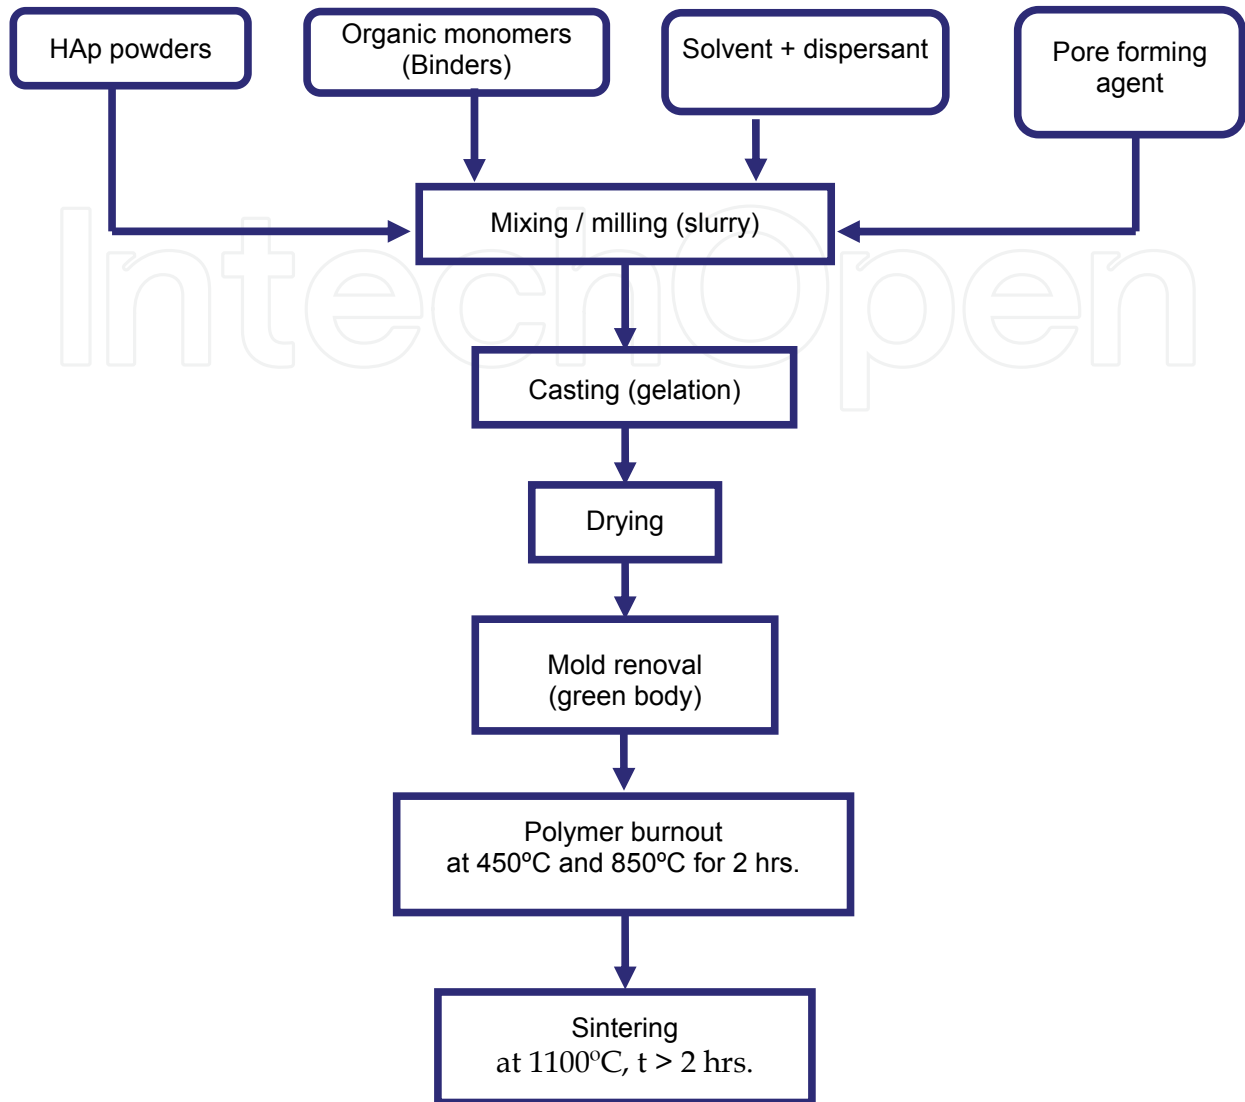 HAp powders
Organic monomers
(Binders)
Solvent + dispersant
Pore forming
agent
Mixing / milling (slurry)
IntechOpen
Casting (gelation)
Drying
Mold renoval
(green body)
Polymer burnout
at 450ºC and 850ºC for 2 hrs.
Sintering
at 1100ºC, t > 2 hrs.